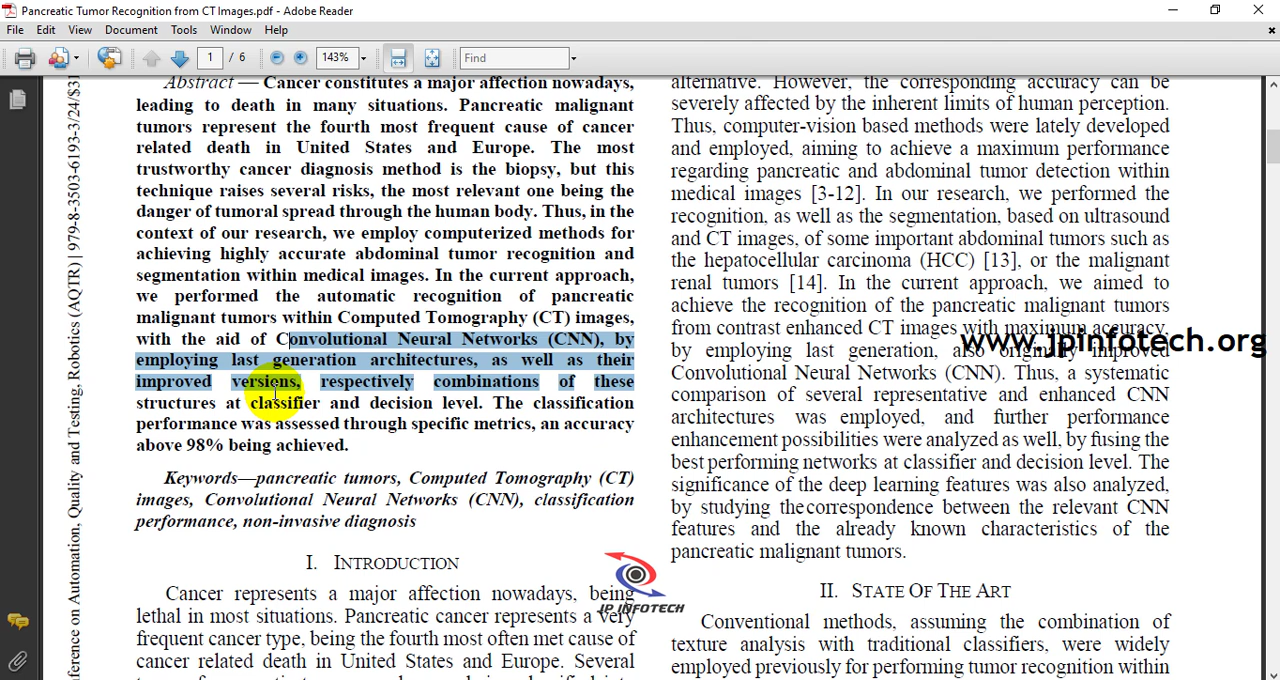 Pancreatic Tumor Recognition from CT Images.pdf - Adobe Reader
File Edit View Document Tools Window Help
1 / 6 143% Find
Abstract — Cancer constitutes a major affection nowadays,
leading to death in many situations. Pancreatic malignant
tumors represent the fourth most frequent cause of cancer
related death in United States and Europe. The most
trustworthy cancer diagnosis method is the biopsy, but this
technique raises several risks, the most relevant one being the
danger of tumoral spread through the human body. Thus, in the
context of our research, we employ computerized methods for
achieving highly accurate abdominal tumor recognition and
segmentation within medical images. In the current approach,
we performed the automatic recognition of pancreatic
malignant tumors within Computed Tomography (CT) images,
with the aid of Convolutional Neural Networks (CNN), by
employing last generation architectures, as well as their
improved versions, respectively combinations of these
structures at classifier and decision level. The classification
performance was assessed through specific metrics, an accuracy
above 98% being achieved.
Keywords—pancreatic tumors, Computed Tomography (CT)
images, Convolutional Neural Networks (CNN), classification
performance, non-invasive diagnosis
I. INTRODUCTION
Cancer represents a major affection nowadays, being
lethal in most situations. Pancreatic cancer represents a very
frequent cancer type, being the fourth most often met cause of
cancer related death in United States and Europe. Several
alternative. However, the corresponding accuracy can be
severely affected by the inherent limits of human perception.
Thus, computer-vision based methods were lately developed
and employed, aiming to achieve a maximum performance
regarding pancreatic and abdominal tumor detection within
medical images [3-12]. In our research, we performed the
recognition, as well as the segmentation, based on ultrasound
and CT images, of some important abdominal tumors such as
the hepatocellular carcinoma (HCC) [13], or the malignant
renal tumors [14]. In the current approach, we aimed to
achieve the recognition of the pancreatic malignant tumors
from contrast enhanced CT images with maximum accuracy,
by employing last generation, also originally improved
Convolutional Neural Networks (CNN). Thus, a systematic
comparison of several representative and enhanced CNN
architectures was employed, and further performance
enhancement possibilities were analyzed as well, by fusing the
best performing networks at classifier and decision level. The
significance of the deep learning features was also analyzed,
by studying the correspondence between the relevant CNN
features and the already known characteristics of the
pancreatic malignant tumors.
II. STATE OF THE ART
Conventional methods, assuming the combination of
texture analysis with traditional classifiers, were widely
employed previously for performing tumor recognition within
www.jpinfotech.org
JP INFOTECH
nference on Automation, Quality and Testing, Robotics (AQTR) | 979-8-3503-6193-3/24/$31